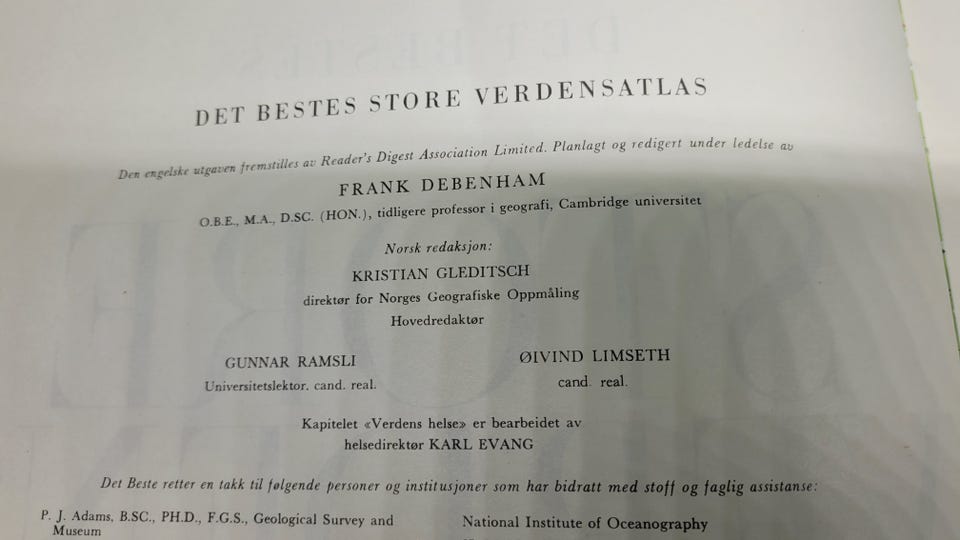 DET BESTES STORE VERDENSATLAS
Den engelske utgaven fremstilles av Reader's Digest Association Limited. Planlagt og redigert under ledelse av
FRANK DEBENHAM
O.B.E., M.A., D.SC. (HON.), tidligere professor i geografi, Cambridge universitet
Norsk redaksjon:
KRISTIAN GLEDITSCH
direktør for Norges Geografiske Oppmåling
Hovedredaktør
GUNNAR RAMSLI
Universitetslektor. cand. real.
ØIVIND LIMSETH
cand. real.
Kapitelet «Verdens helse» er bearbeidet av
helsedirektør KARL EVANG
Det Beste retter en takk til følgende personer og institusjoner som har bidratt med stoff og faglig assistanse:
P. J. Adams, B.SC., PH.D., F.G.S., Geological Survey and
Museum
National Institute of Oceanography